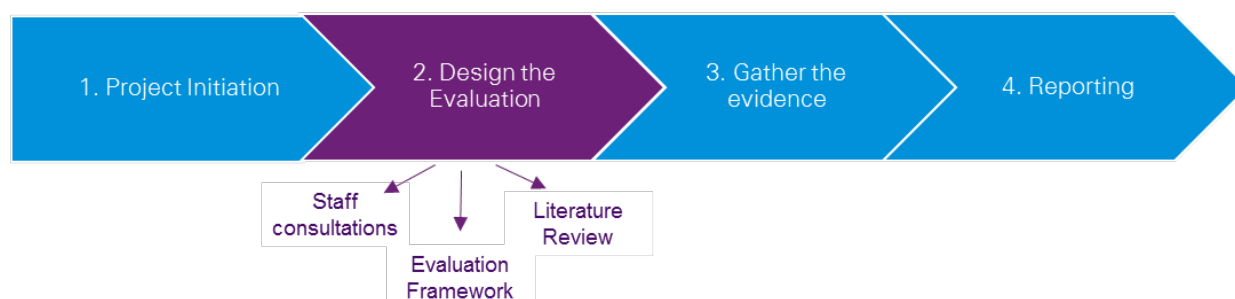 1. Project Initiation
2. Design the
Evaluation
3. Gather the
evidence
4. Reporting
Staff
consultations
Evaluation
Framework
Literature
Review